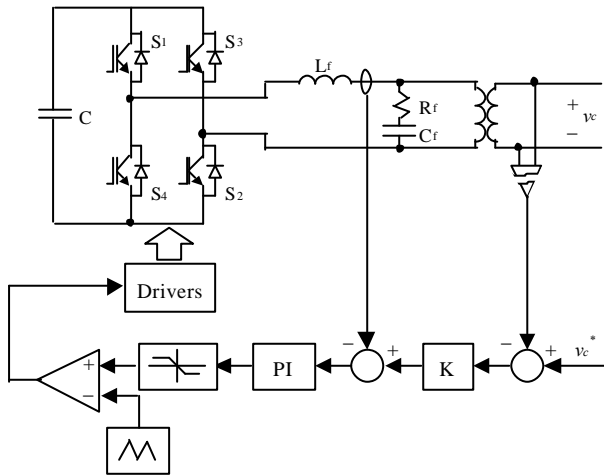 S1
S3
Lf
C
Rf
Cf
+
vc
−
S4
S2
Drivers
−
−
+
PI
+
K
+
vc*
−